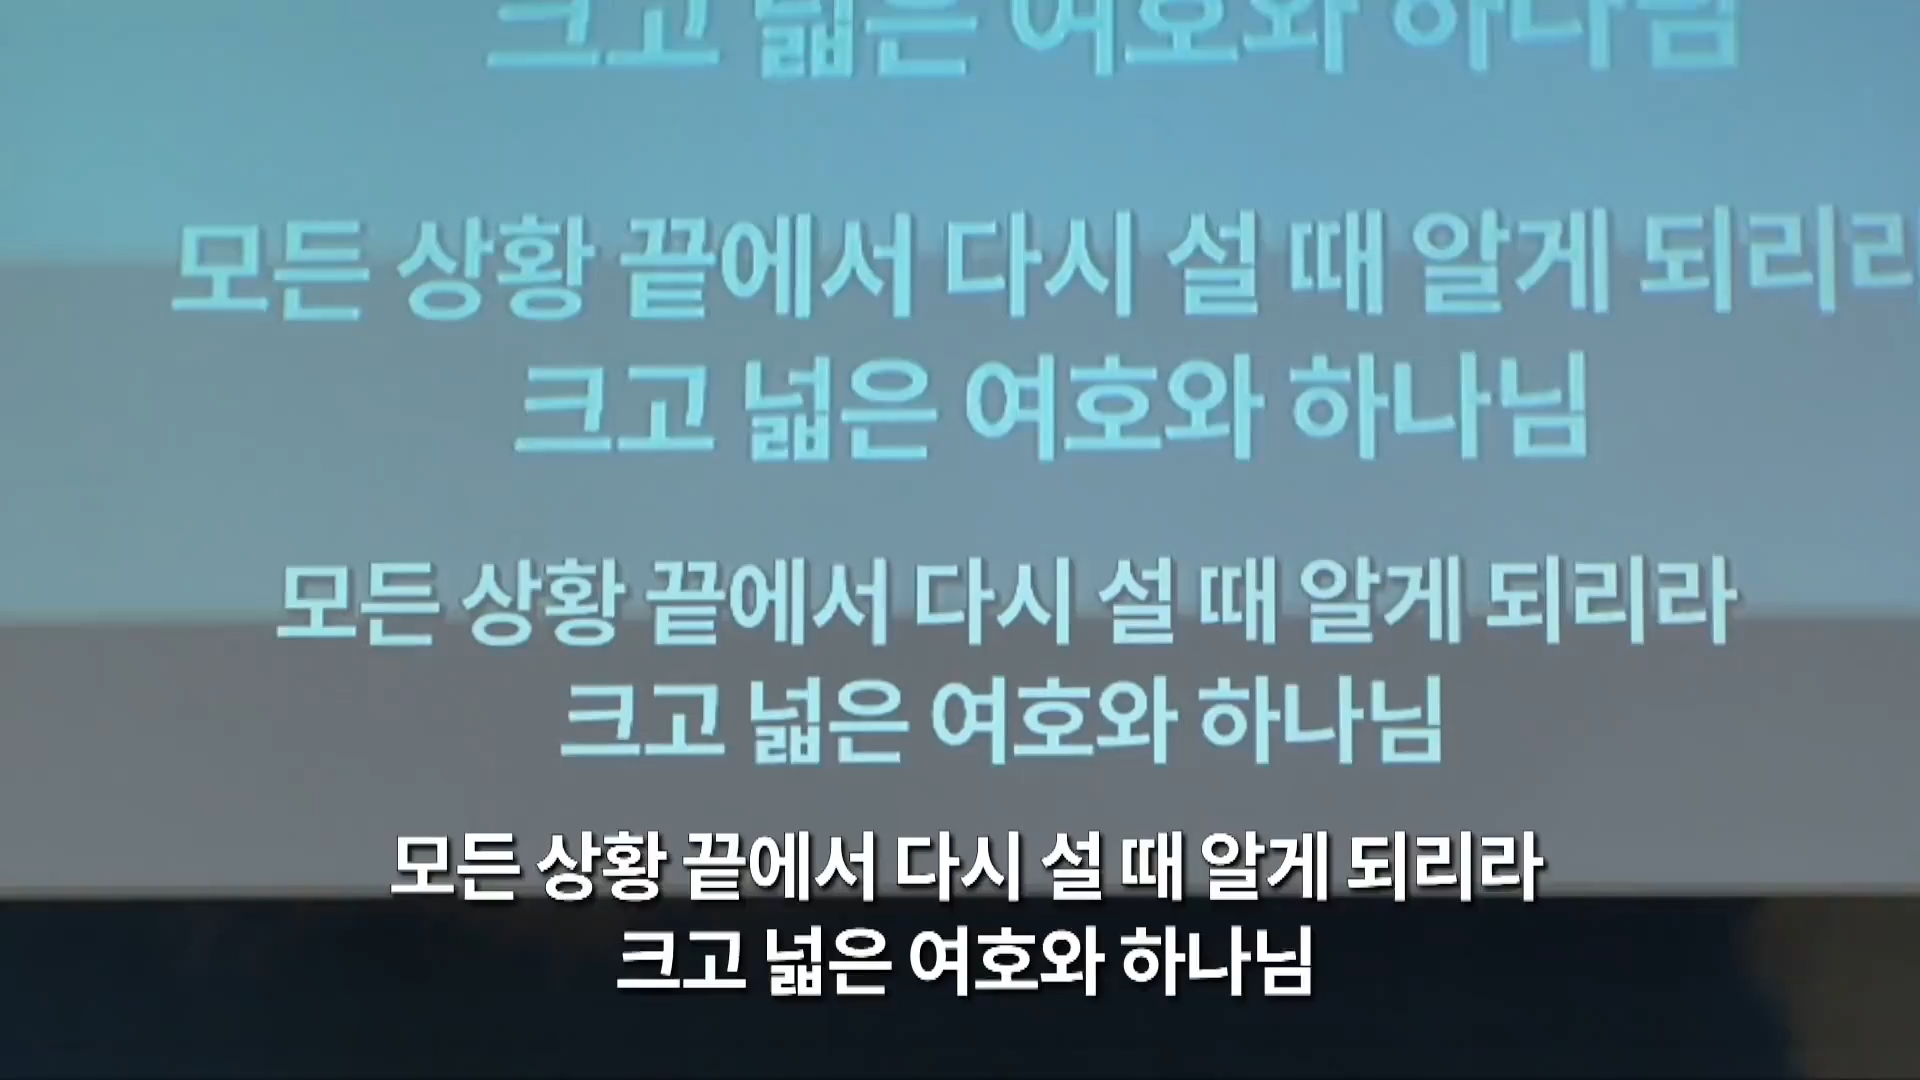 크고 넓은 여호와 하나님
모든 상황 끝에서 다시 설 때 알게 되리라
크고 넓은 여호와 하나님
모든 상황 끝에서 다시 설 때 알게 되리라
크고 넓은 여호와 하나님
모든 상황 끝에서 다시 설 때 알게 되리라
크고 넓은 여호와 하나님